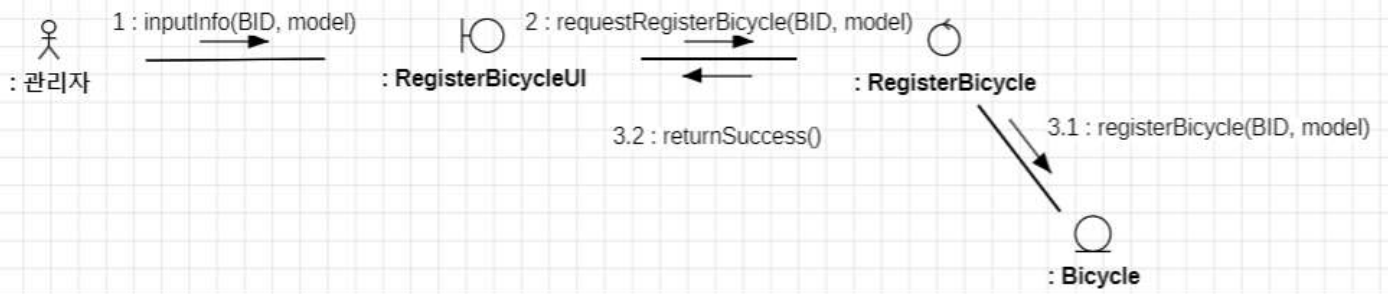 1 : inputInfo(BID, model)
2 : requestRegisterBicycle(BID, model)
: 관리자
: RegisterBicycleUI
: RegisterBicycle
3.2 : returnSuccess()
3.1 : registerBicycle(BID, model)
: Bicycle